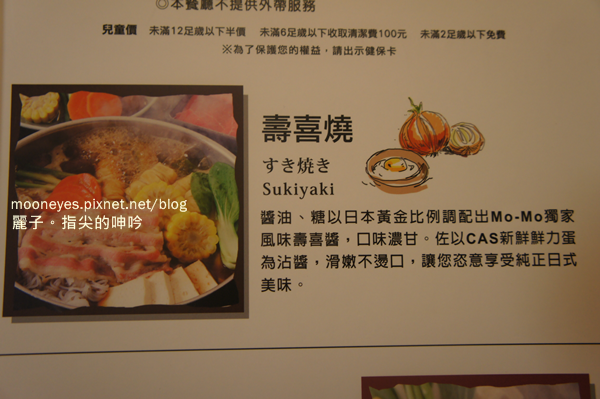 ◎本餐廳不提供外帶服務
兒童價 未滿12足歲以下半價 未滿6足歲以下收取清潔費100元 未滿2足歲以下免費
※為了保護您的權益，請出示健保卡
壽喜燒
すき焼き
Sukiyaki
醬油、糖以日本黃金比例調配出Mo-Mo獨家
風味壽喜醬，口味濃甘。佐以CAS新鮮鮮力蛋
為沾醬，滑嫩不燙口，讓您恣意享受純正日式
美味。
mooneyes.pixnet.net/blog
麗子。指尖的呻吟